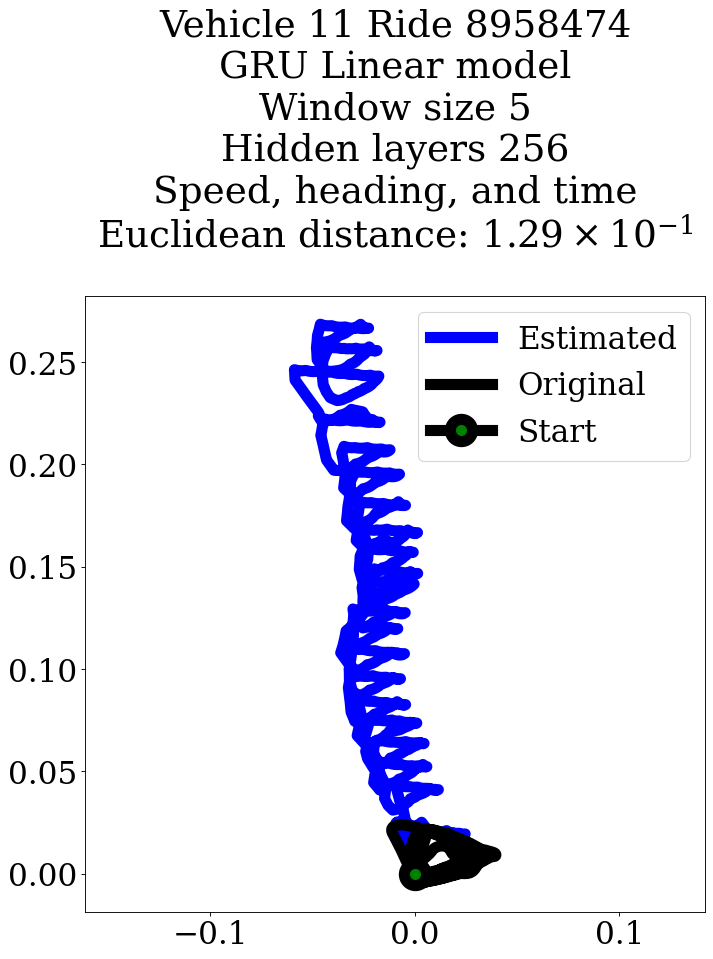 Vehicle 11 Ride 8958474
GRU Linear model
Window size 5
Hidden layers 256
Speed, heading, and time
Euclidean distance: 1.29 × 10⁻¹
Estimated
Original
Start
0.25
0.20
0.15
0.10
0.05
0.00
−0.1 0.0 0.1